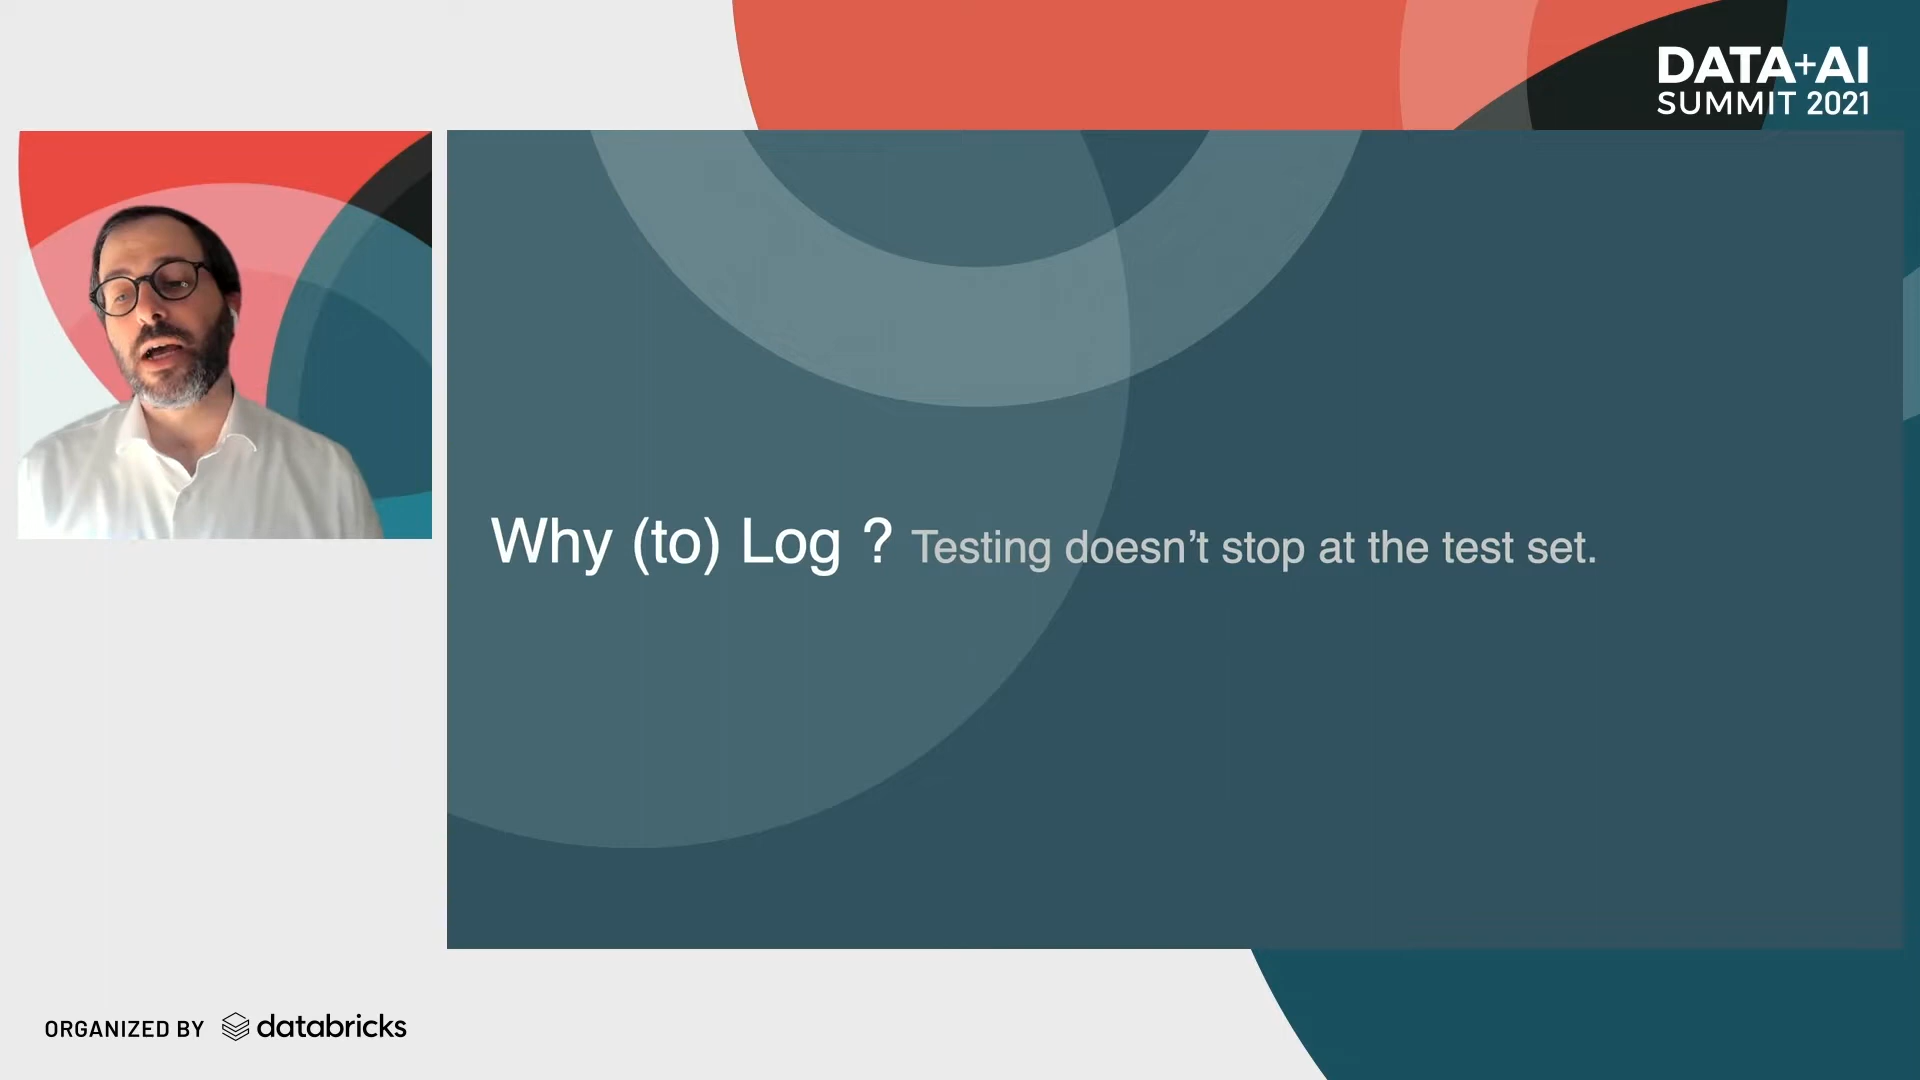 DATA+AI
SUMMIT 2021
Why (to) Log ? Testing doesn’t stop at the test set.
ORGANIZED BY databricks